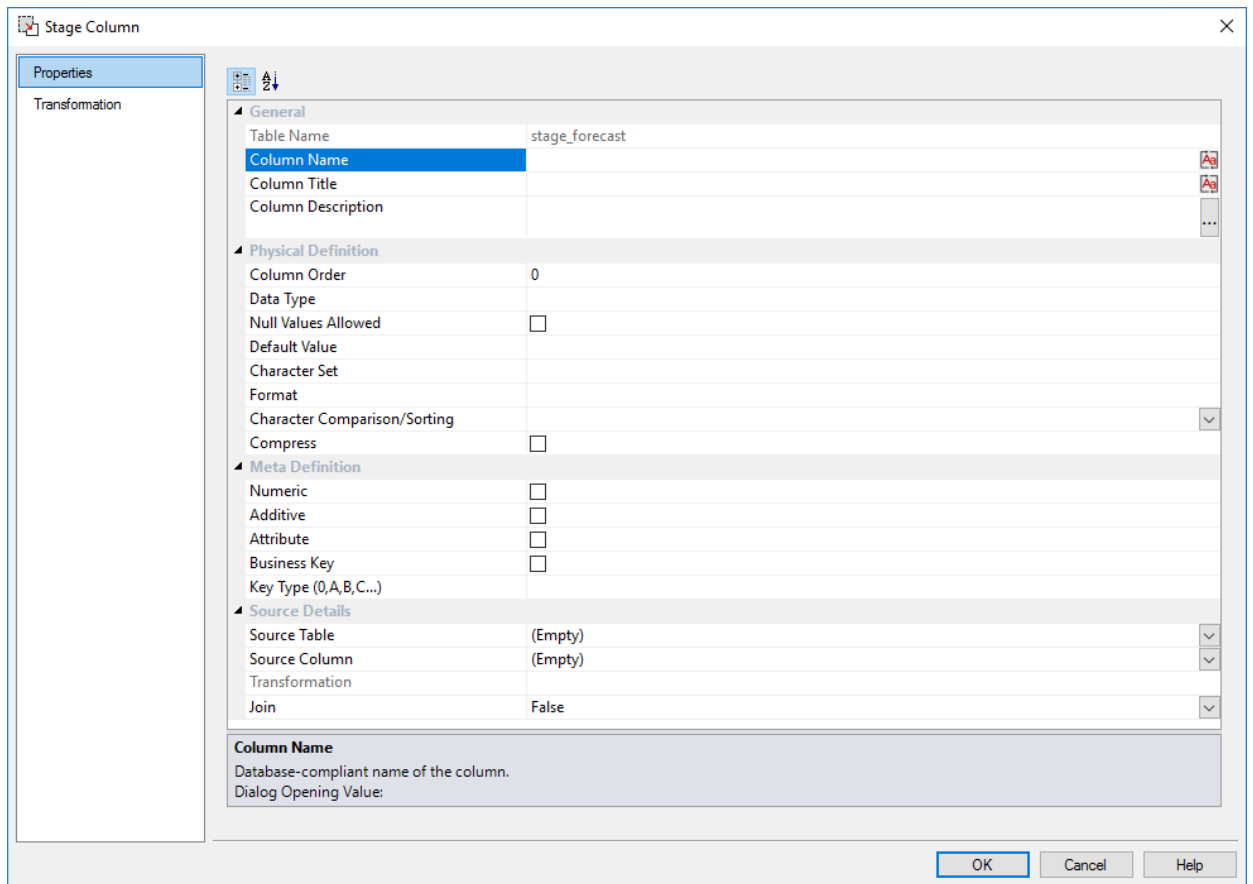 Stage Column
Properties
Transformation
General
Table Name stage_forecast
Column Name
Column Title
Column Description
...
Physical Definition
Column Order 0
Data Type
Null Values Allowed
Default Value
Character Set
Format
Character Comparison/Sorting
Compress
Meta Definition
Numeric
Additive
Attribute
Business Key
Key Type (0,A,B,C...)
Source Details
Source Table (Empty)
Source Column (Empty)
Transformation
Join False
Column Name
Database-compliant name of the column.
Dialog Opening Value:
OK Cancel Help